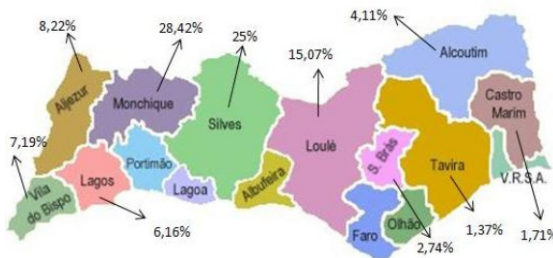 8,22%
28,42%
25%
15,07%
4,11%
Alcoutim
Aljezur
Monchique
Silves
Loulé
Castro
Marim
7,19%
Portimão
S. Brás
Tavira
V.R.S.A.
Lagos
Lagoa
Albufeira
Vila
do Bispo
Faro
Olhão
6,16%
2,74%
1,37%
1,71%